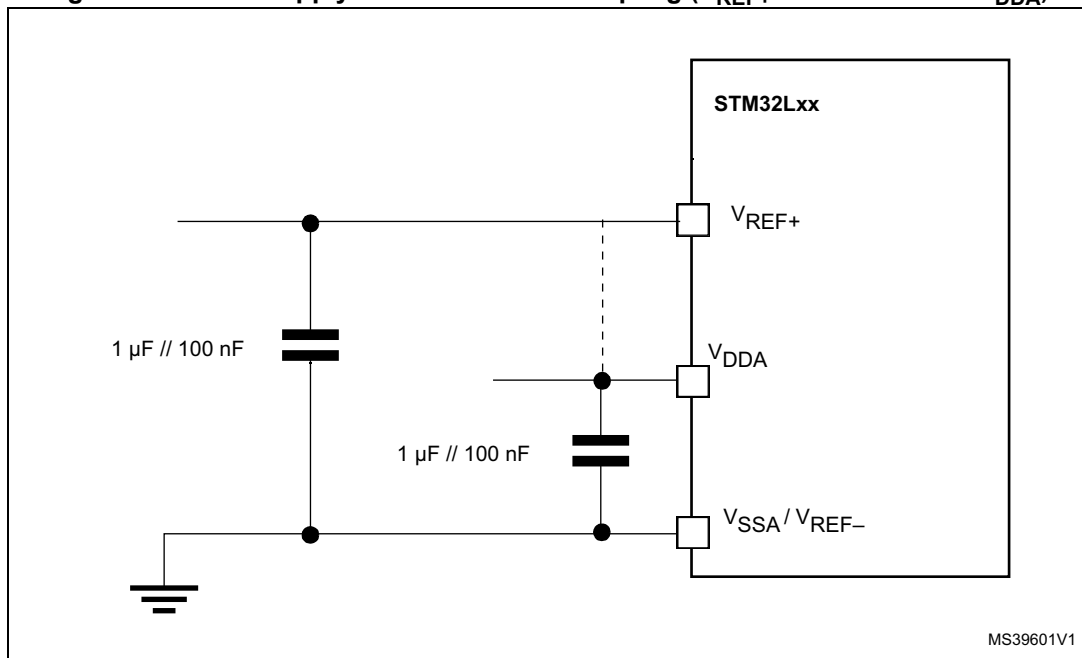 STM32Lxx
VREF+
1 µF // 100 nF
VDDA
1 µF // 100 nF
VSSA / VREF–
MS39601V1